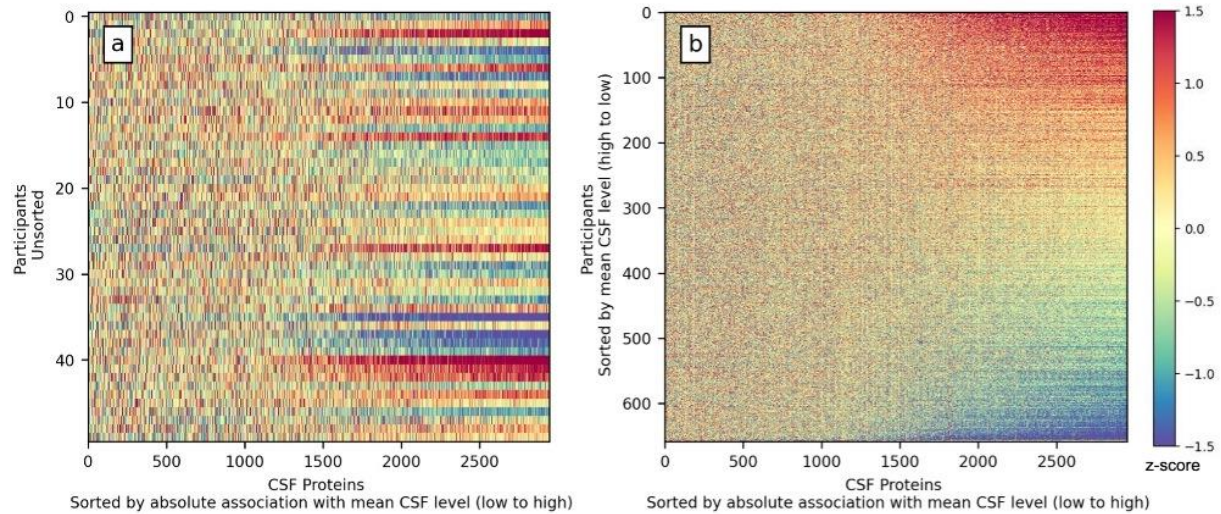 a
0
10
20
30
40
Participants
Unsorted
0
500
1000
1500
2000
2500
CSF Proteins
Sorted by absolute association with mean CSF level (low to high)
b
0
100
200
300
400
500
600
Participants
Sorted by mean CSF level (high to low)
0
500
1000
1500
2000
2500
CSF Proteins
Sorted by absolute association with mean CSF level (low to high)
1.5
1.0
0.5
0.0
−0.5
−1.0
−1.5
z-score